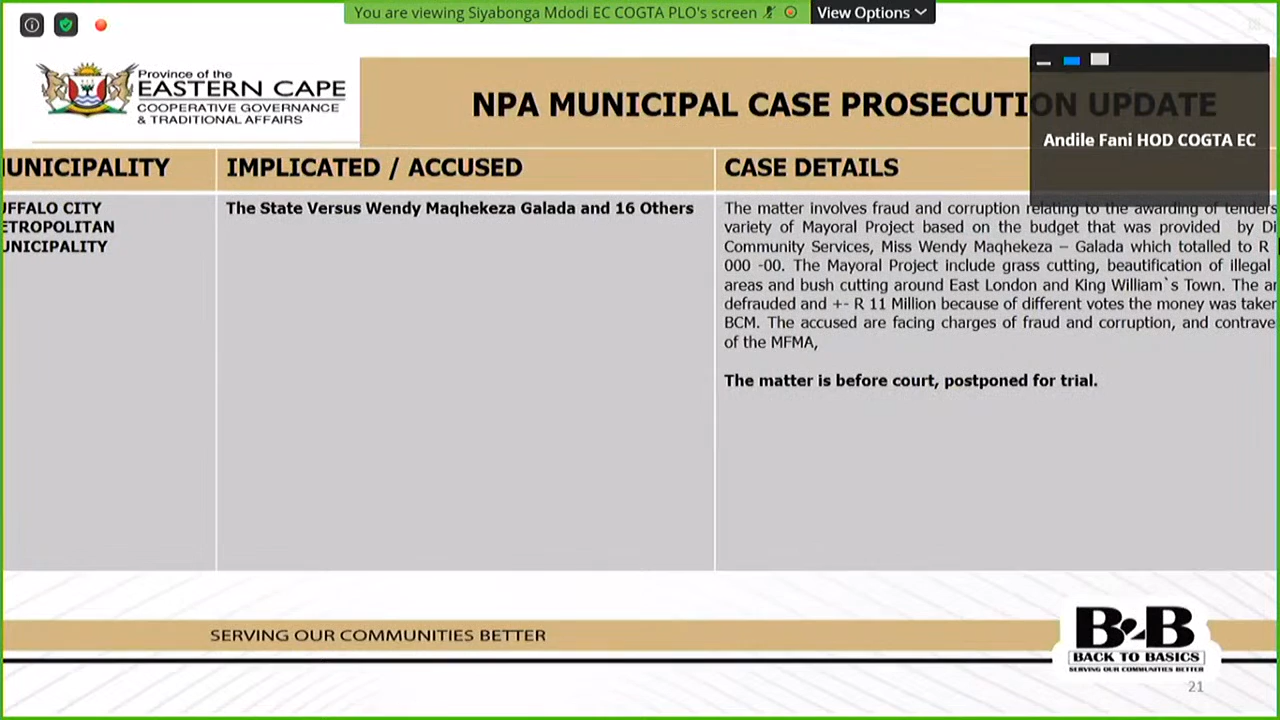 You are viewing Siyabonga Mdodi EC COGTA PLO's screen
View Options
Province of the
EASTERN CAPE
COOPERATIVE GOVERNANCE
& TRADITIONAL AFFAIRS
NPA MUNICIPAL CASE PROSECUTION UPDATE
Andile Fani HOD COGTA EC
UNICIPALITY
IMPLICATED / ACCUSED
CASE DETAILS
UFFALO CITY
ETROPOLITAN
UNICIPALITY
The State Versus Wendy Maqhekeza Galada and 16 Others
The matter involves fraud and corruption relating to the awarding of tenders
variety of Mayoral Project based on the budget that was provided by Di
Community Services, Miss Wendy Maqhekeza – Galada which totalled to R
000 -00. The Mayoral Project include grass cutting, beautification of illegal
areas and bush cutting around East London and King William`s Town. The
defrauded and +- R 11 Million because of different votes the money was taken
BCM. The accused are facing charges of fraud and corruption, and contrave
of the MFMA,
The matter is before court, postponed for trial.
SERVING OUR COMMUNITIES BETTER
B2B
BACK TO BASICS
SERVING OUR COMMUNITIES BETTER
21